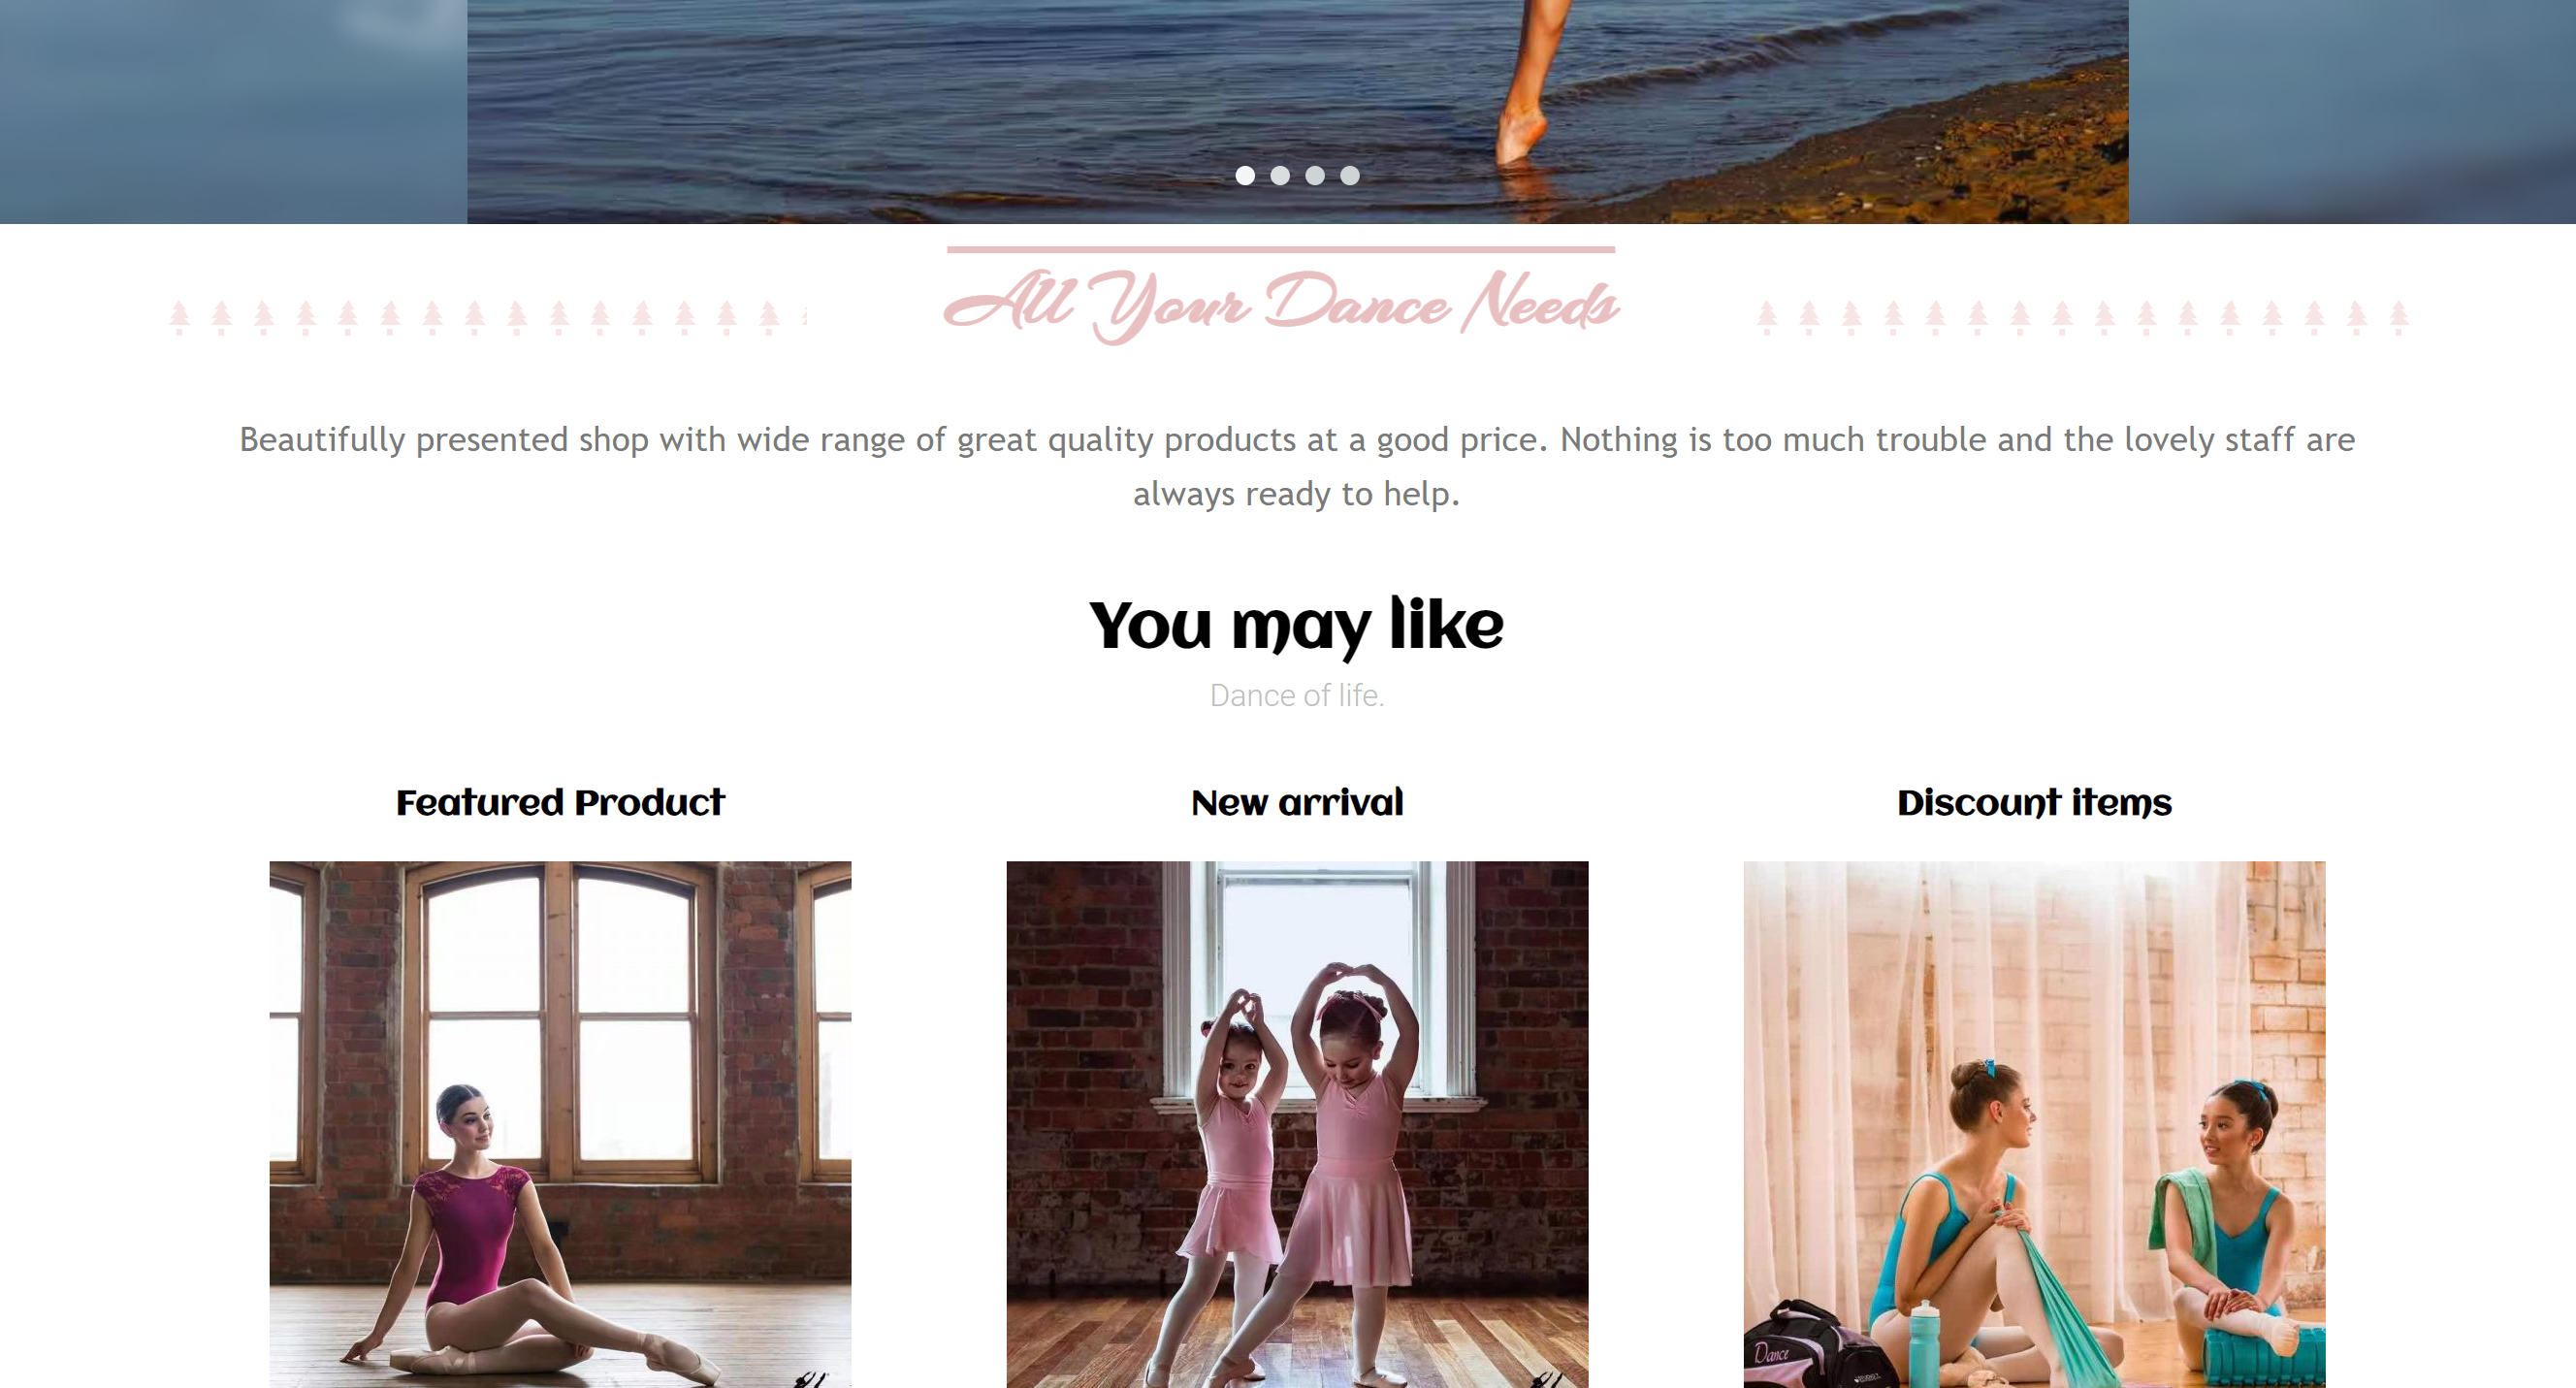 All Your Dance Needs
Beautifully presented shop with wide range of great quality products at a good price. Nothing is too much trouble and the lovely staff are
always ready to help.
You may like
Dance of life.
Featured Product
New arrival
Discount items
Dance